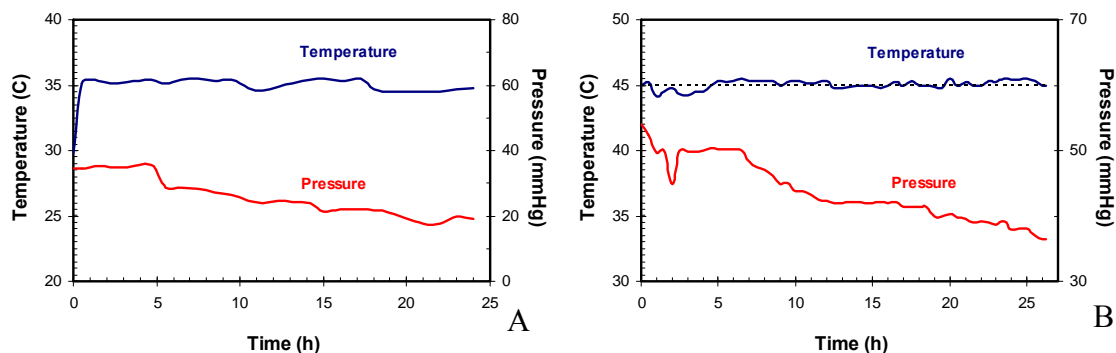 40
35
30
25
20
Temperature (C)
80
60
40
20
0
Pressure (mmHg)
Temperature
Pressure
0 5 10 15 20 25
Time (h)
A
50
45
40
35
30
Temperature (C)
70
50
30
Pressure (mmHg)
Temperature
Pressure
0 5 10 15 20 25
Time (h)
B